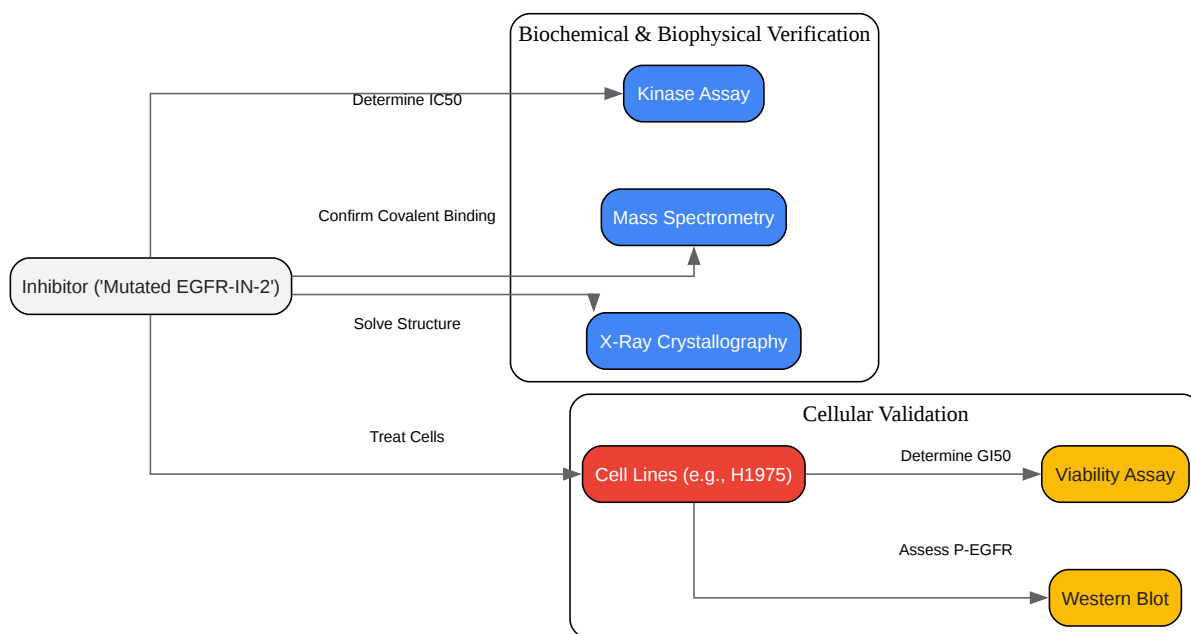 Biochemical & Biophysical Verification
Kinase Assay
Determine IC50
Mass Spectrometry
Confirm Covalent Binding
Inhibitor ('Mutated EGFR-IN-2')
Solve Structure
X-Ray Crystallography
Cellular Validation
Treat Cells
Cell Lines (e.g., H1975)
Determine GI50
Viability Assay
Assess P-EGFR
Western Blot